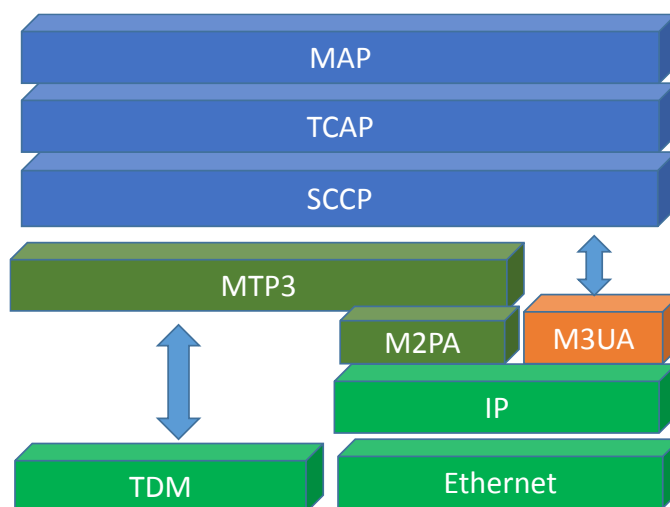 MAP
TCAP
SCCP
MTP3
M2PA
M3UA
IP
TDM
Ethernet